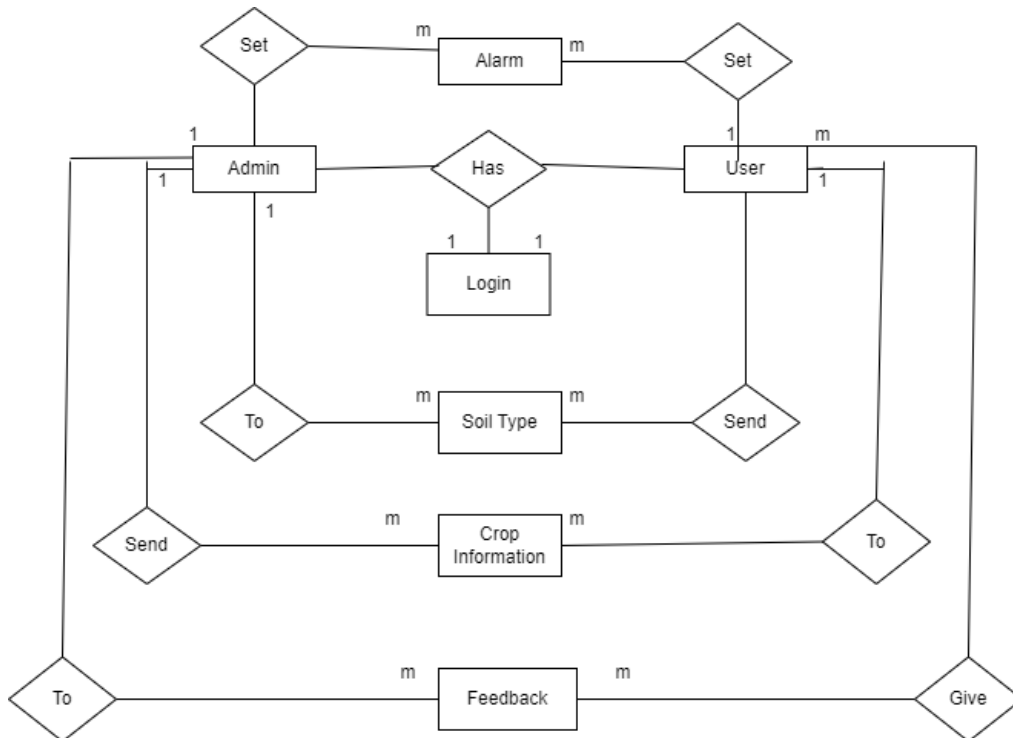 Set
m
Alarm
m
Set
1
Admin
1
1
Has
1
m
User
1
1
1
Login
To
m
Soil Type
m
Send
Send
m
Crop
Information
m
To
To
m
Feedback
m
Give